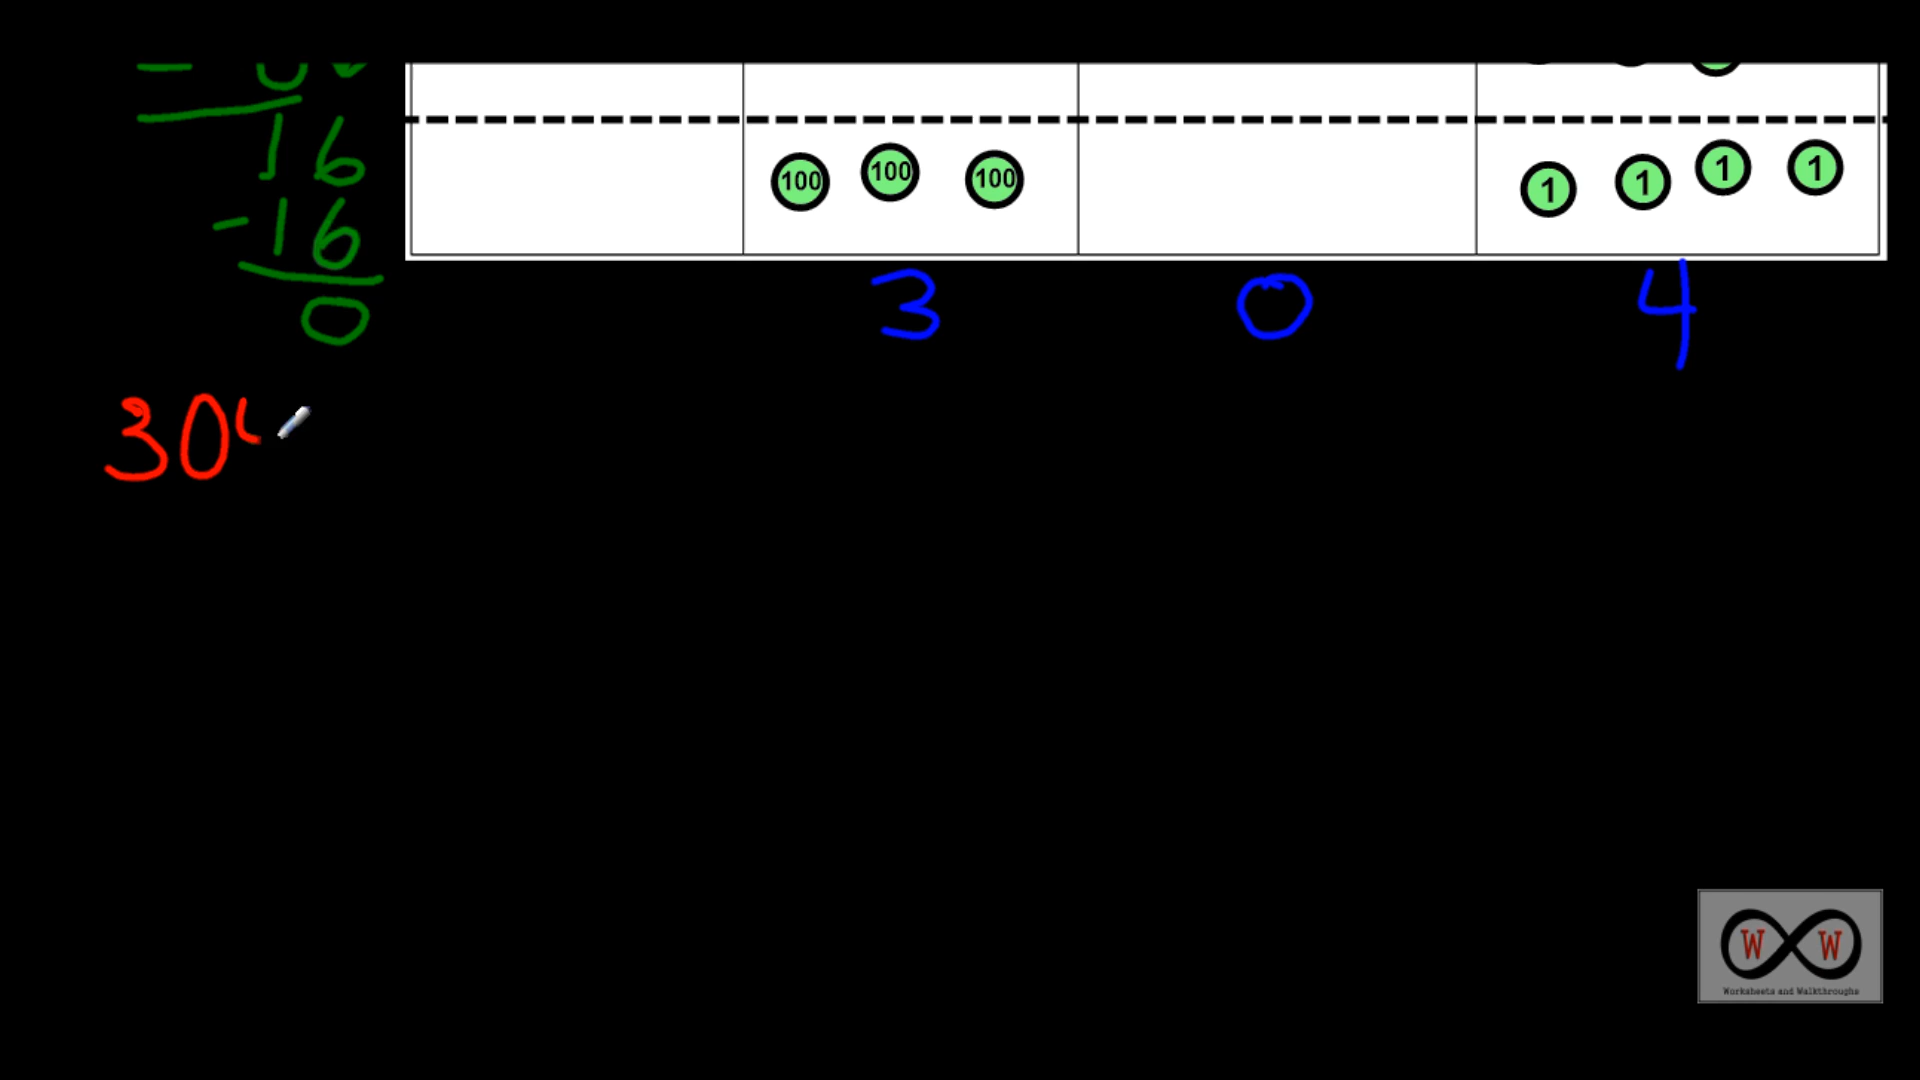 16
-16
0
100 100 100 1 1 1 1
3 0 4
30
W W
Worksheets and Walkthroughs